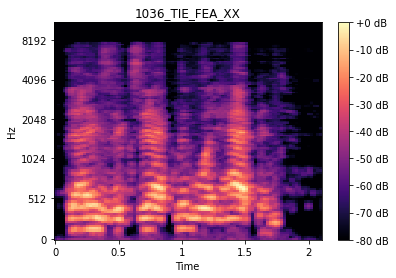 1036_TIE_FEA_XX
+0 dB
8192
-10 dB
4096
-20 dB
-30 dB
2048
Hz
-40 dB
1024
-50 dB
512
-60 dB
-70 dB
0
-80 dB
0
0.5
1
1.5
2
Time